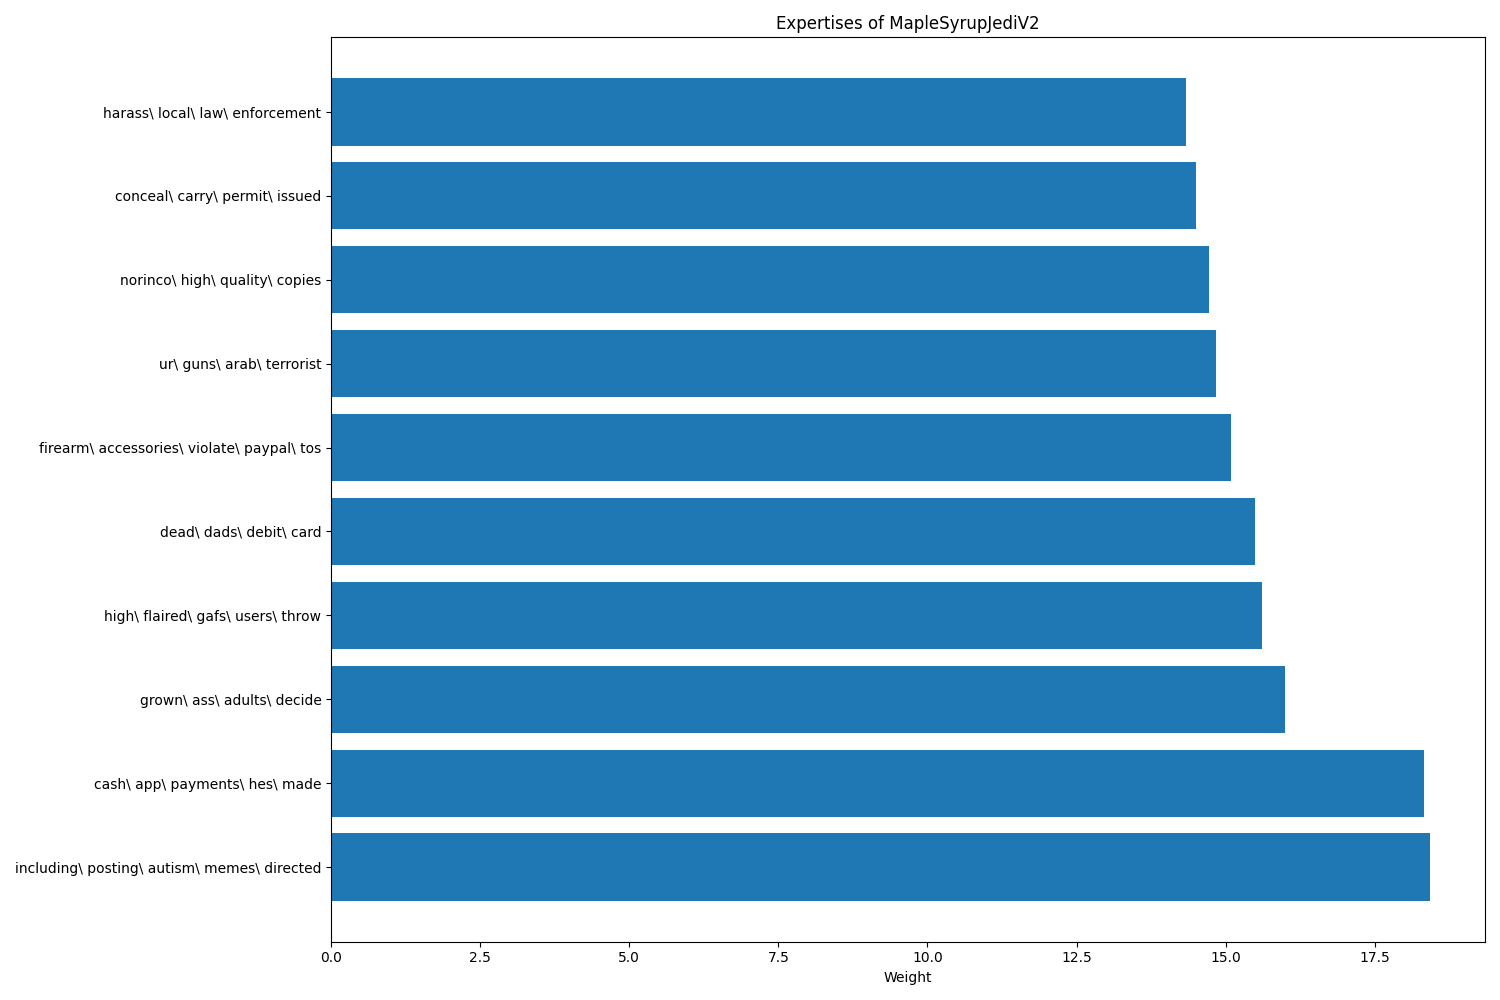 Expertises of MapleSyrupJediV2
harass\ local\ law\ enforcement
conceal\ carry\ permit\ issued
norinco\ high\ quality\ copies
ur\ guns\ arab\ terrorist
firearm\ accessories\ violate\ paypal\ tos
dead\ dads\ debit\ card
high\ flaired\ gafs\ users\ throw
grown\ ass\ adults\ decide
cash\ app\ payments\ hes\ made
including\ posting\ autism\ memes\ directed
0.0 2.5 5.0 7.5 10.0 12.5 15.0 17.5
Weight